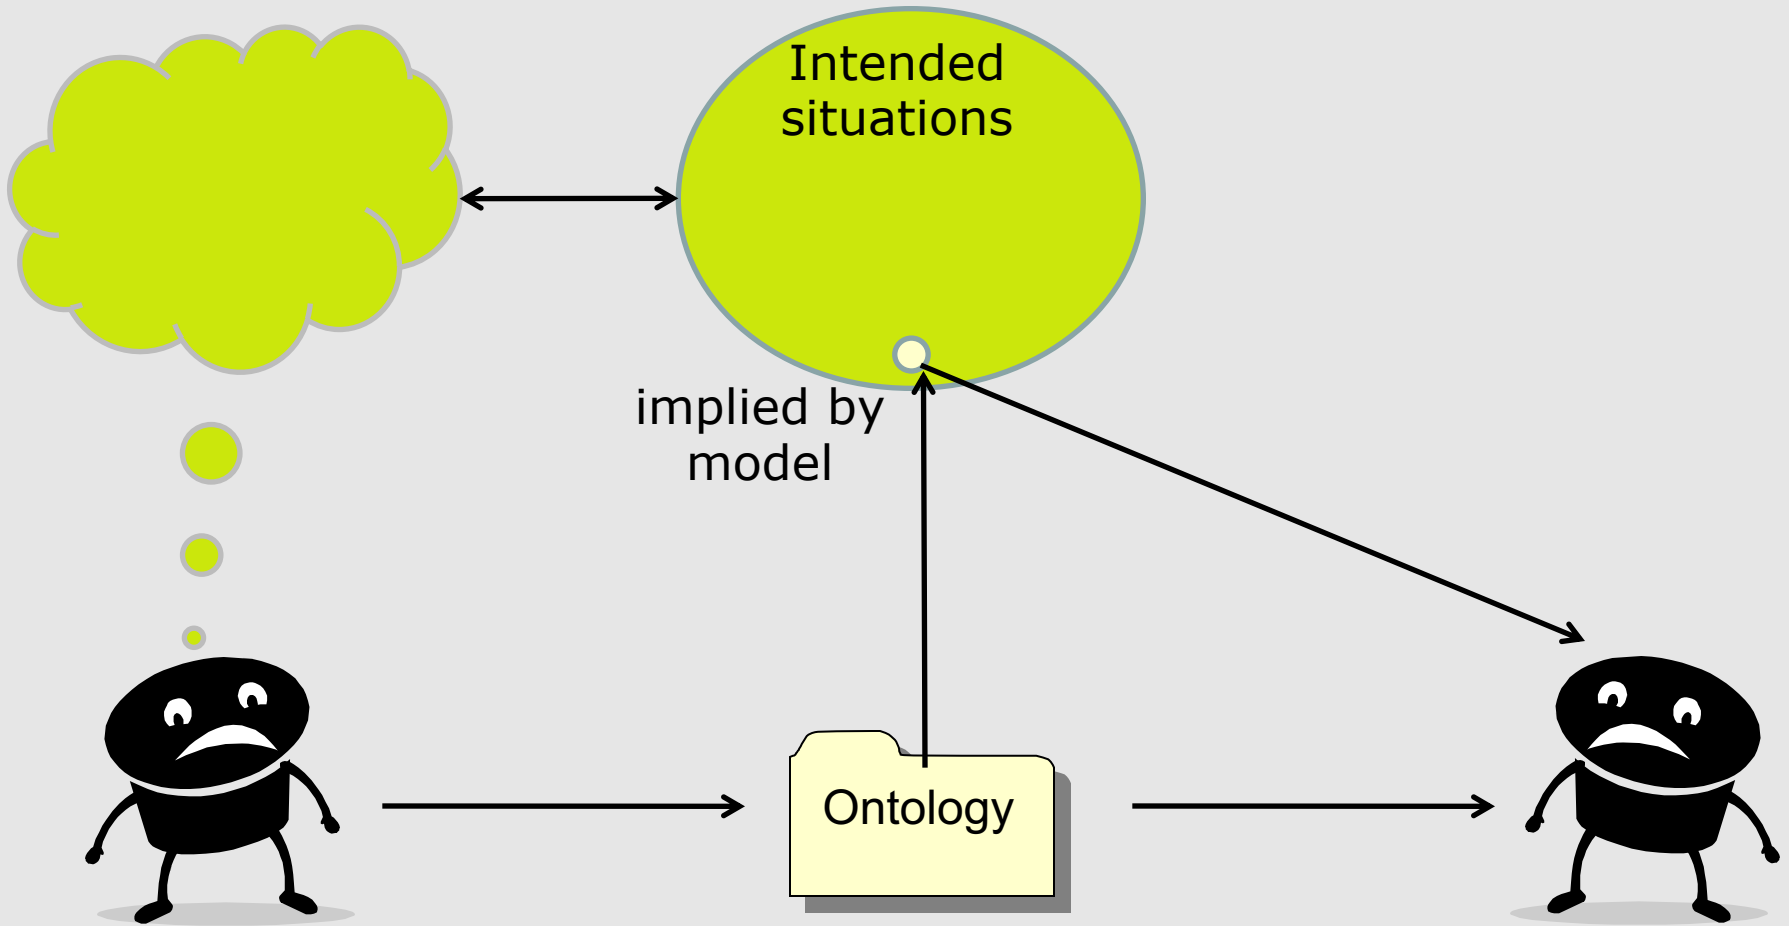 Intended
situations
implied by
model
Ontology